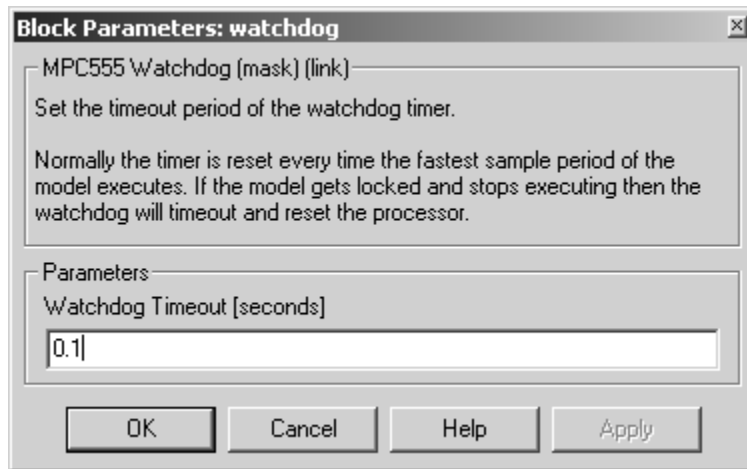 Block Parameters: watchdog
MPC555 Watchdog (mask) (link)
Set the timeout period of the watchdog timer.
Normally the timer is reset every time the fastest sample period of the
model executes. If the model gets locked and stops executing then the
watchdog will timeout and reset the processor.
Parameters
Watchdog Timeout [seconds]
0.1
OK Cancel Help Apply